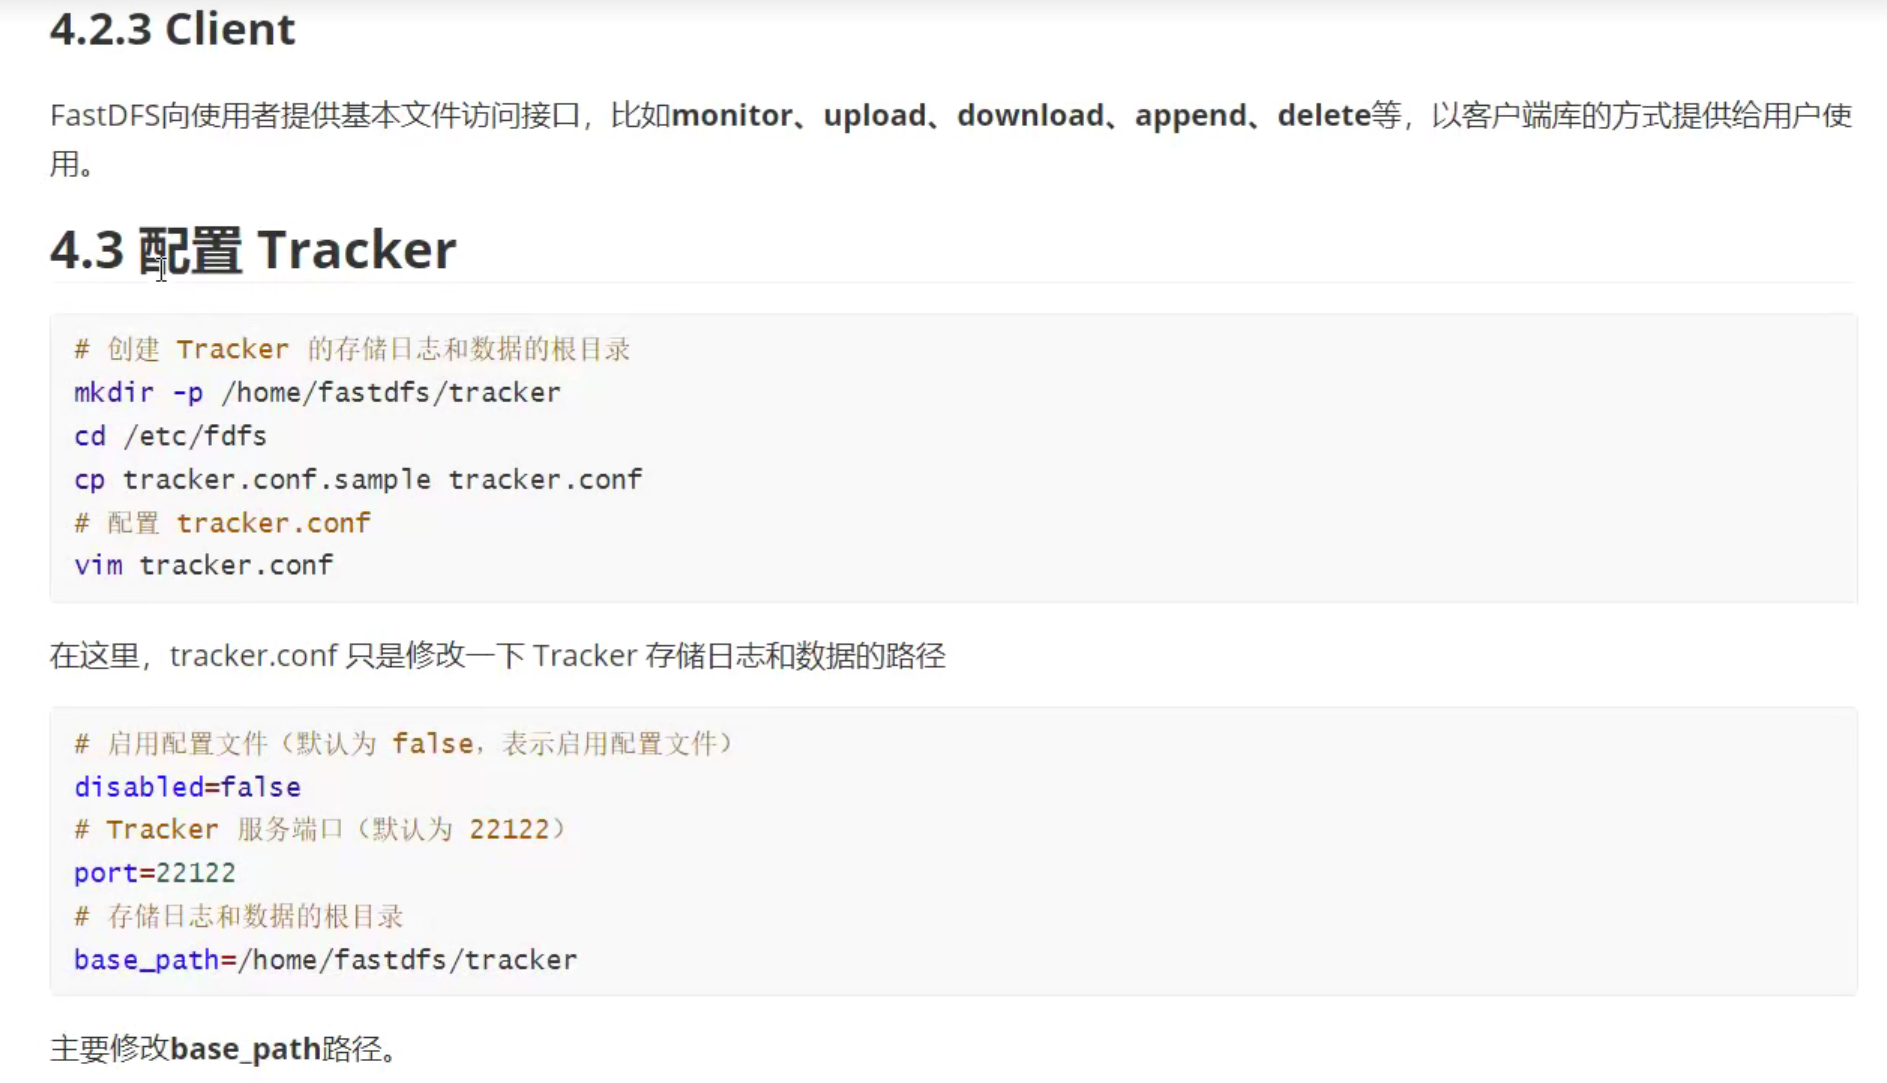 4.2.3 Client
FastDFS向使用者提供基本文件访问接口，比如monitor、upload、download、append、delete等，以客户端库的方式提供给用户使
用。
4.3 配置 Tracker
# 创建 Tracker 的存储日志和数据的根目录
mkdir -p /home/fastdfs/tracker
cd /etc/fdfs
cp tracker.conf.sample tracker.conf
# 配置 tracker.conf
vim tracker.conf
在这里，tracker.conf 只是修改一下 Tracker 存储日志和数据的路径
# 启用配置文件（默认为 false，表示启用配置文件）
disabled=false
# Tracker 服务端口（默认为 22122）
port=22122
# 存储日志和数据的根目录
base_path=/home/fastdfs/tracker
主要修改base_path路径。